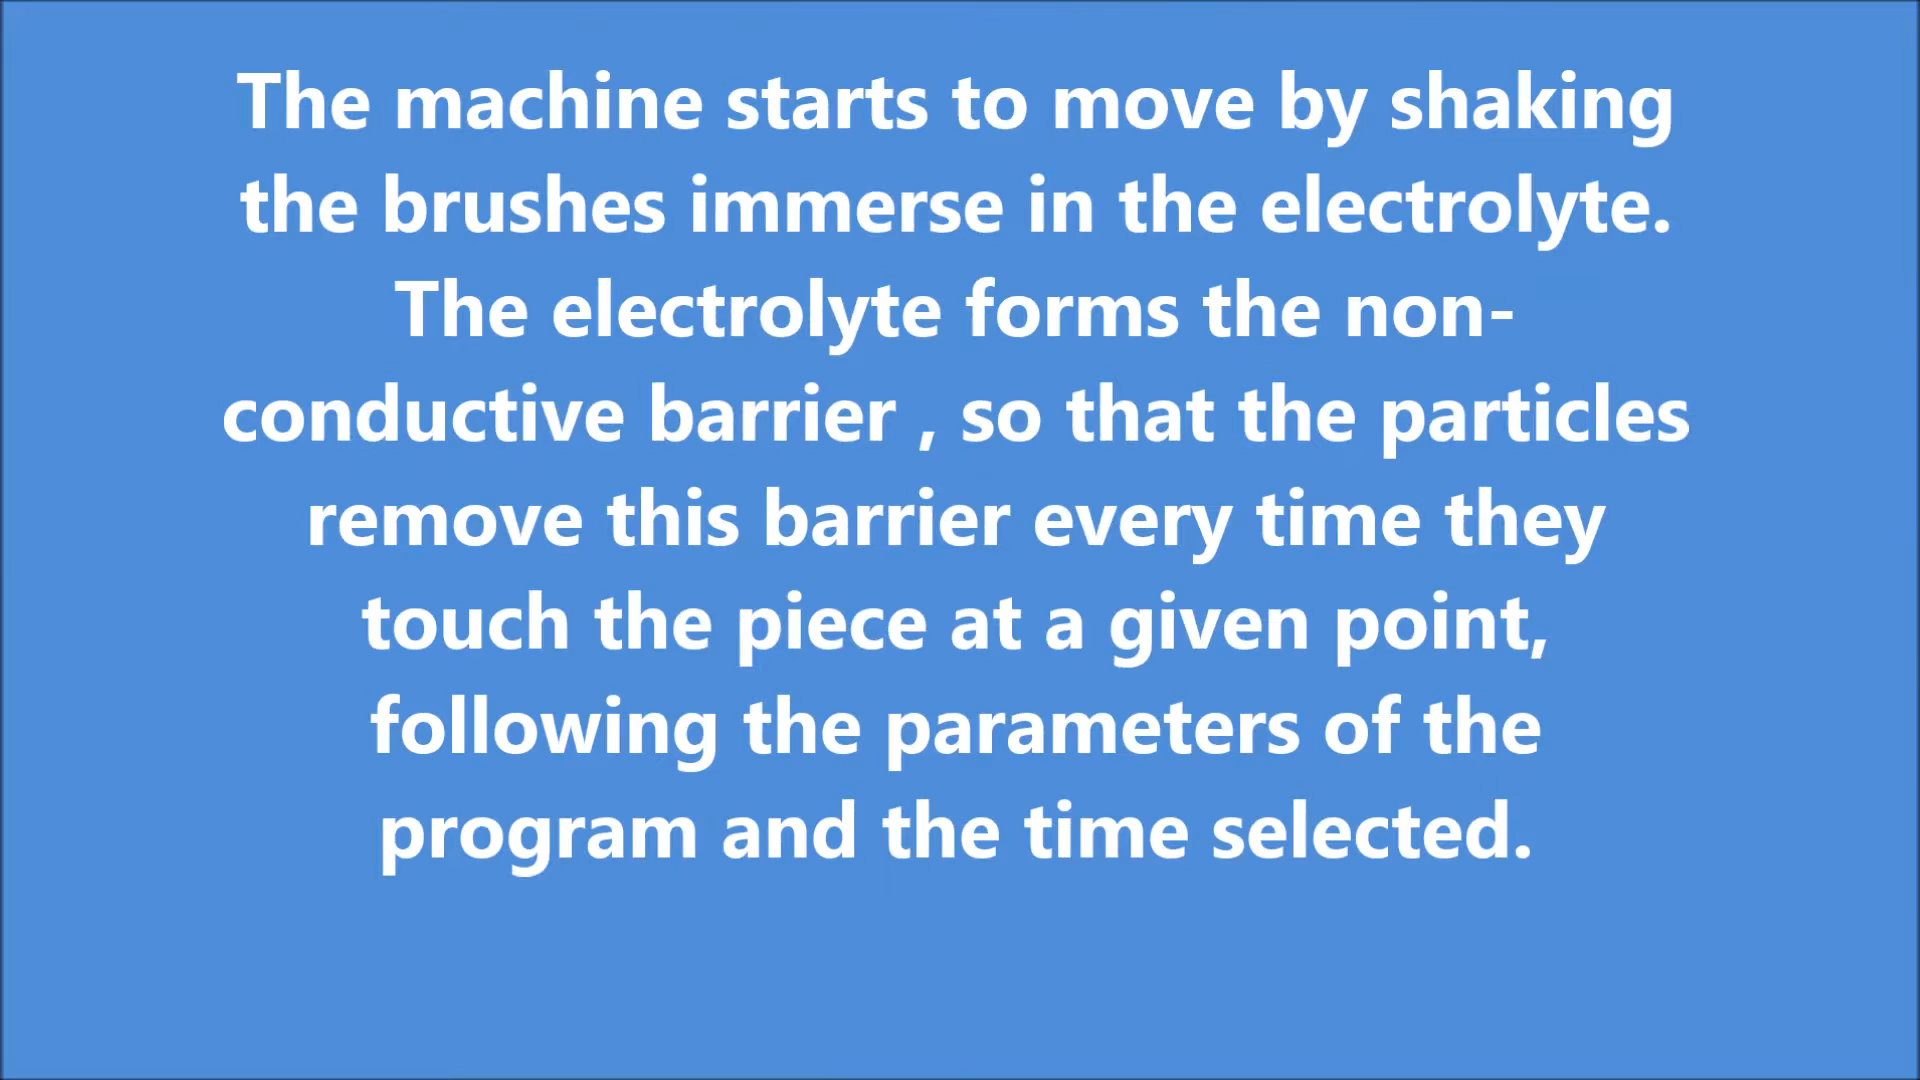 The machine starts to move by shaking
the brushes immerse in the electrolyte.
The electrolyte forms the non-
conductive barrier , so that the particles
remove this barrier every time they
touch the piece at a given point,
following the parameters of the
program and the time selected.